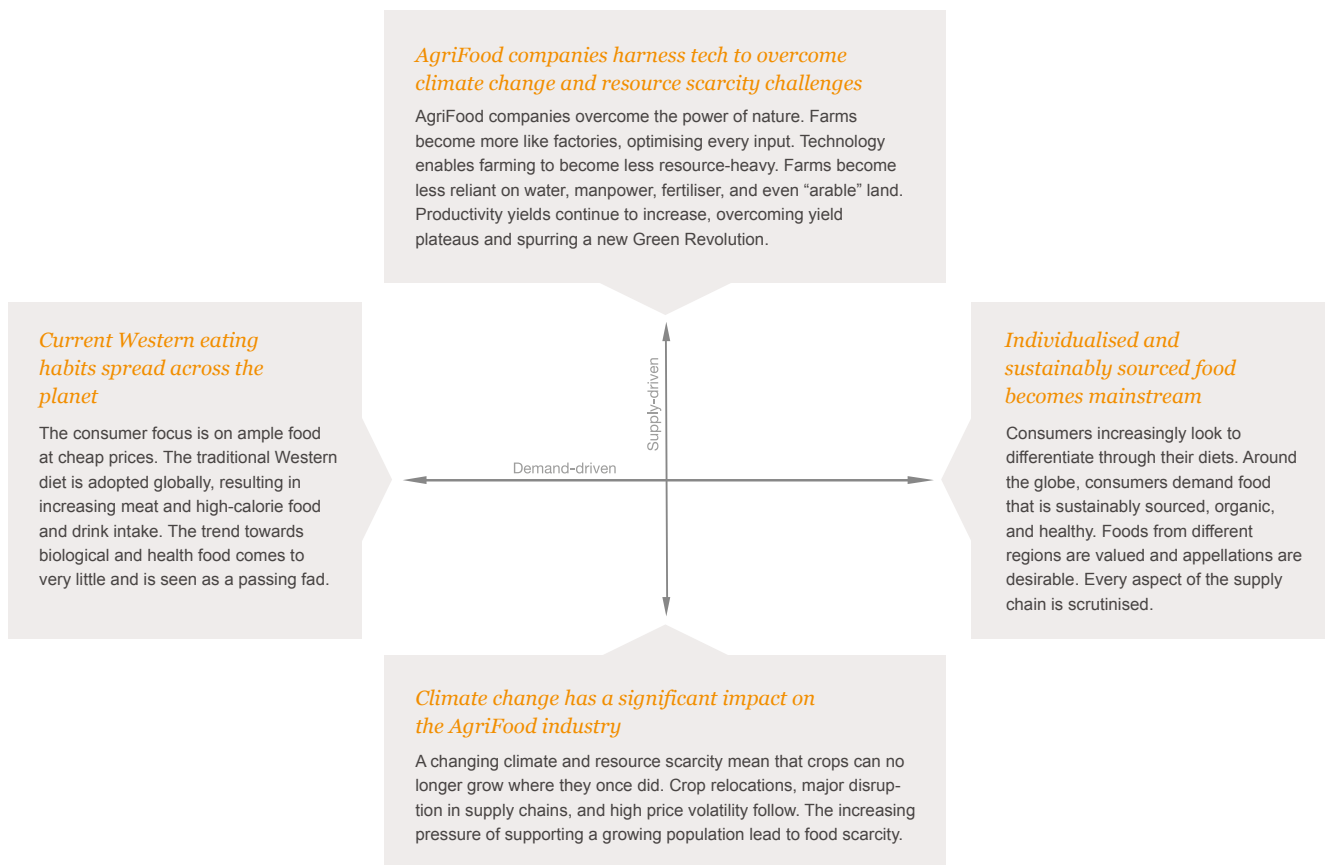 AgriFood companies harness tech to overcome
climate change and resource scarcity challenges
AgriFood companies overcome the power of nature. Farms
become more like factories, optimising every input. Technology
enables farming to become less resource-heavy. Farms become
less reliant on water, manpower, fertiliser, and even “arable” land.
Productivity yields continue to increase, overcoming yield
plateaus and spurring a new Green Revolution.
Current Western eating
habits spread across the
planet
The consumer focus is on ample food
at cheap prices. The traditional Western
diet is adopted globally, resulting in
increasing meat and high-calorie food
and drink intake. The trend towards
biological and health food comes to
very little and is seen as a passing fad.
Supply-driven
Demand-driven
Individualised and
sustainably sourced food
becomes mainstream
Consumers increasingly look to
differentiate through their diets. Around
the globe, consumers demand food
that is sustainably sourced, organic,
and healthy. Foods from different
regions are valued and appellations are
desirable. Every aspect of the supply
chain is scrutinised.
Climate change has a significant impact on
the AgriFood industry
A changing climate and resource scarcity mean that crops can no
longer grow where they once did. Crop relocations, major disrup-
tion in supply chains, and high price volatility follow. The increasing
pressure of supporting a growing population lead to food scarcity.